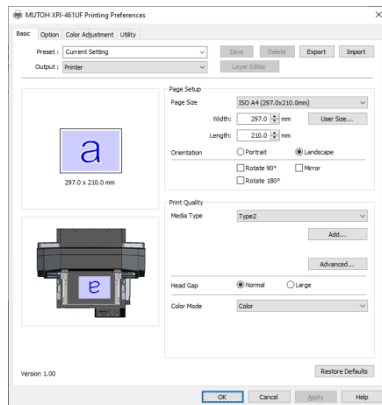 MUTOH XPJ-461UF Printing Preferences
Basic Option Color Adjustment Utility
Preset : Current Setting Save Delete Export Import
Output : Printer Layer Editor
Page Setup
Page Size ISO A4 (297.0x210.0mm)
Width: 297.0 mm User Size...
Length: 210.0 mm
Orientation Portrait Landscape
Rotate 90° Mirror
Rotate 180°
a
297.0 x 210.0 mm
Print Quality
Media Type Type2
Add...
Advanced...
Head Gap Normal Large
Color Mode Color
a
Restore Defaults
Version 1.00
OK Cancel Apply Help